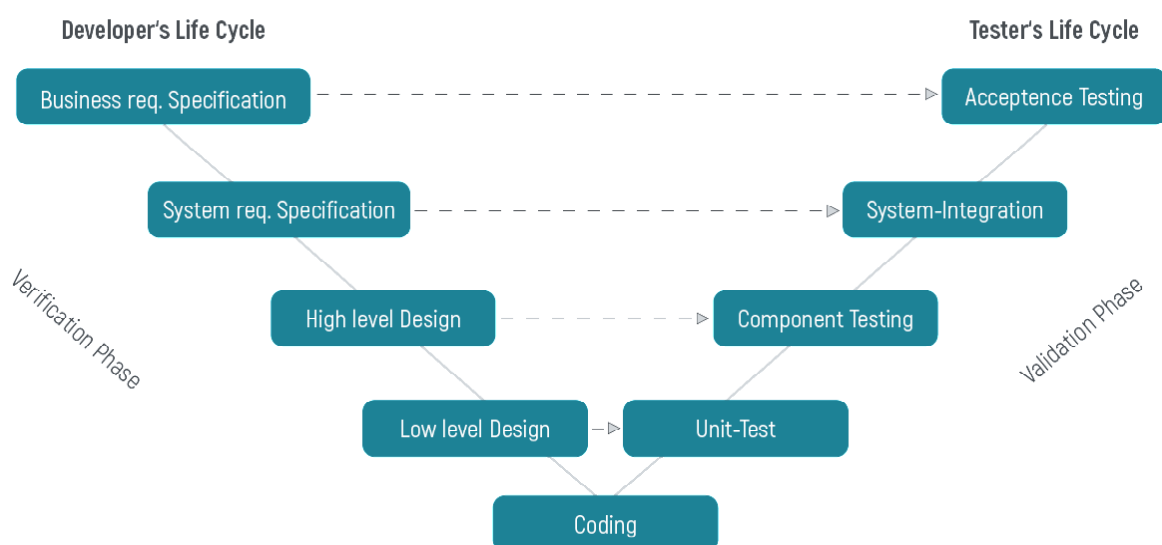 Developer's Life Cycle
Tester's Life Cycle
Business req. Specification
Acceptence Testing
System req. Specification
System-Integration
Verification Phase
High level Design
Component Testing
Validation Phase
Low level Design
Unit-Test
Coding